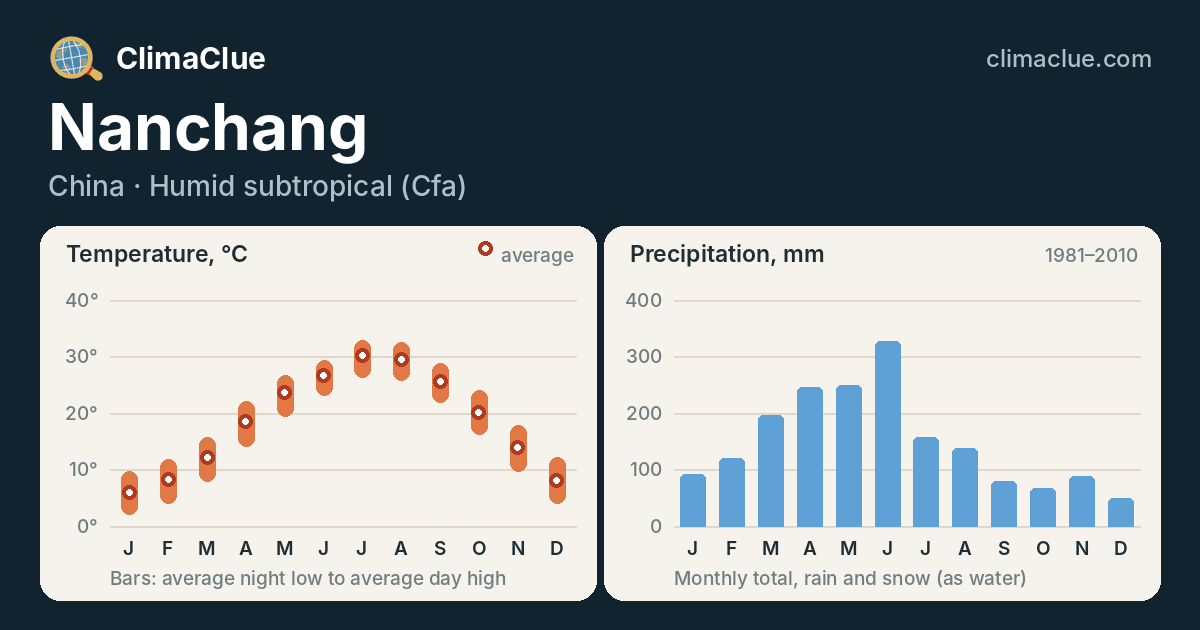 ClimaClue
climaclue.com
Nanchang
China · Humid subtropical (Cfa)
Temperature, °C
average
40°
30°
20°
10°
0°
J F M A M J J A S O N D
Bars: average night low to average day high
Precipitation, mm
1981–2010
400
300
200
100
0
J F M A M J J A S O N D
Monthly total, rain and snow (as water)